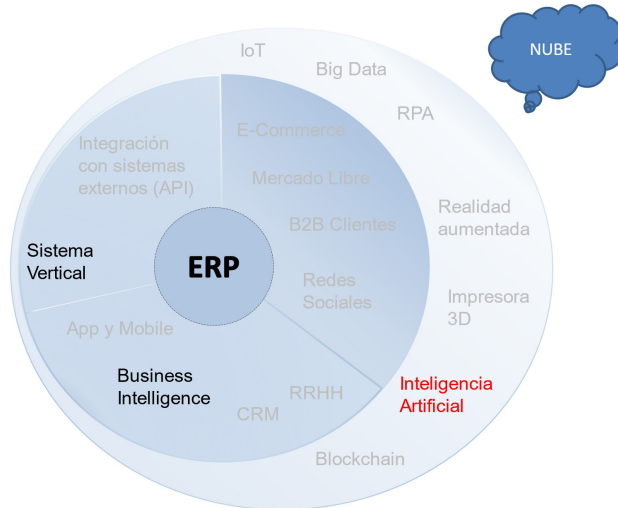 IoT
NUBE
Big Data
RPA
E-Commerce
Integración
con sistemas
externos (API)
Mercado Libre
Realidad
aumentada
B2B Clientes
Sistema
Vertical
ERP
Redes
Sociales
Impresora
3D
App y Mobile
Business
Intelligence
RRHH
Inteligencia
Artificial
CRM
Blockchain